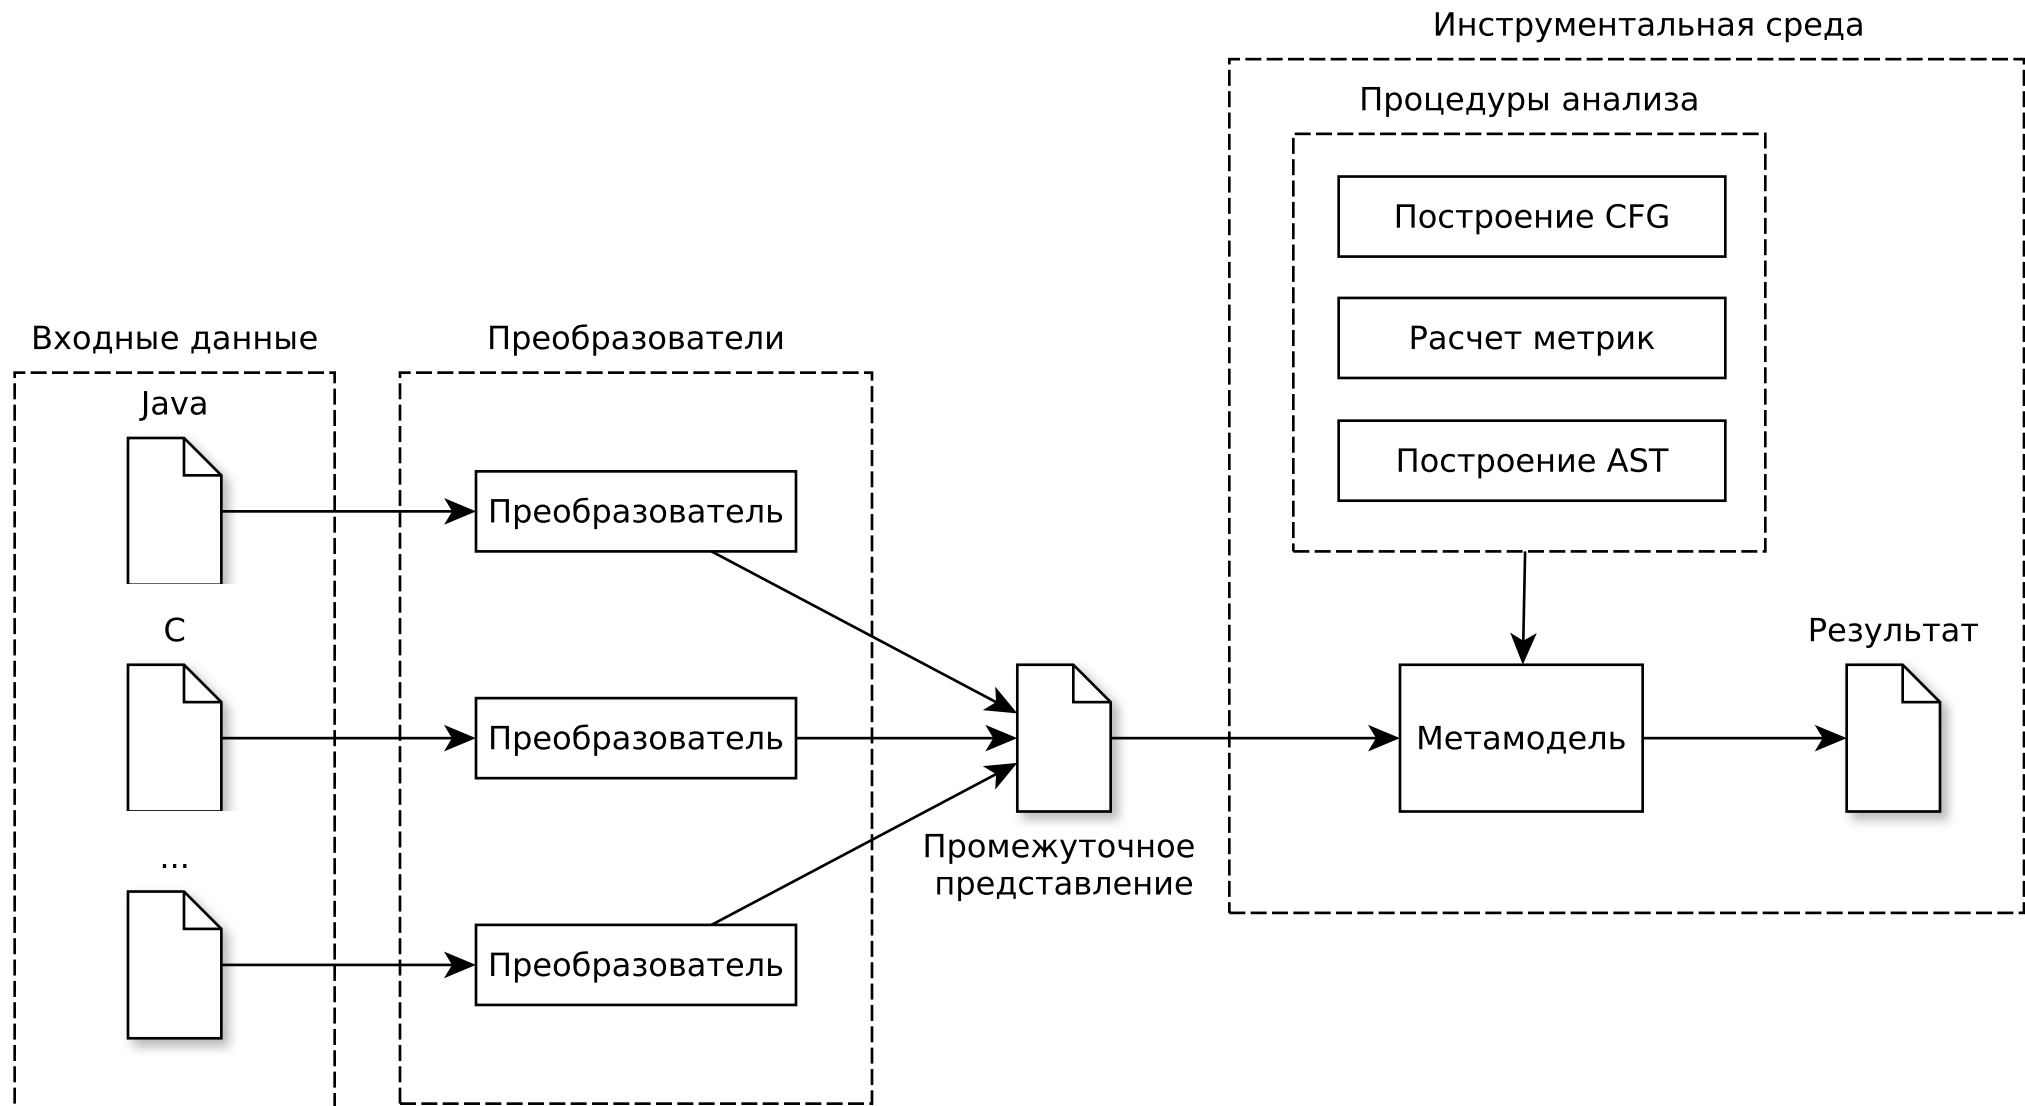 Инструментальная среда
Процедуры анализа
Построение CFG
Расчет метрик
Построение AST
Входные данные
Преобразователи
Java
Преобразователь
C
Преобразователь
...
Преобразователь
Промежуточное
представление
Метамодель
Результат